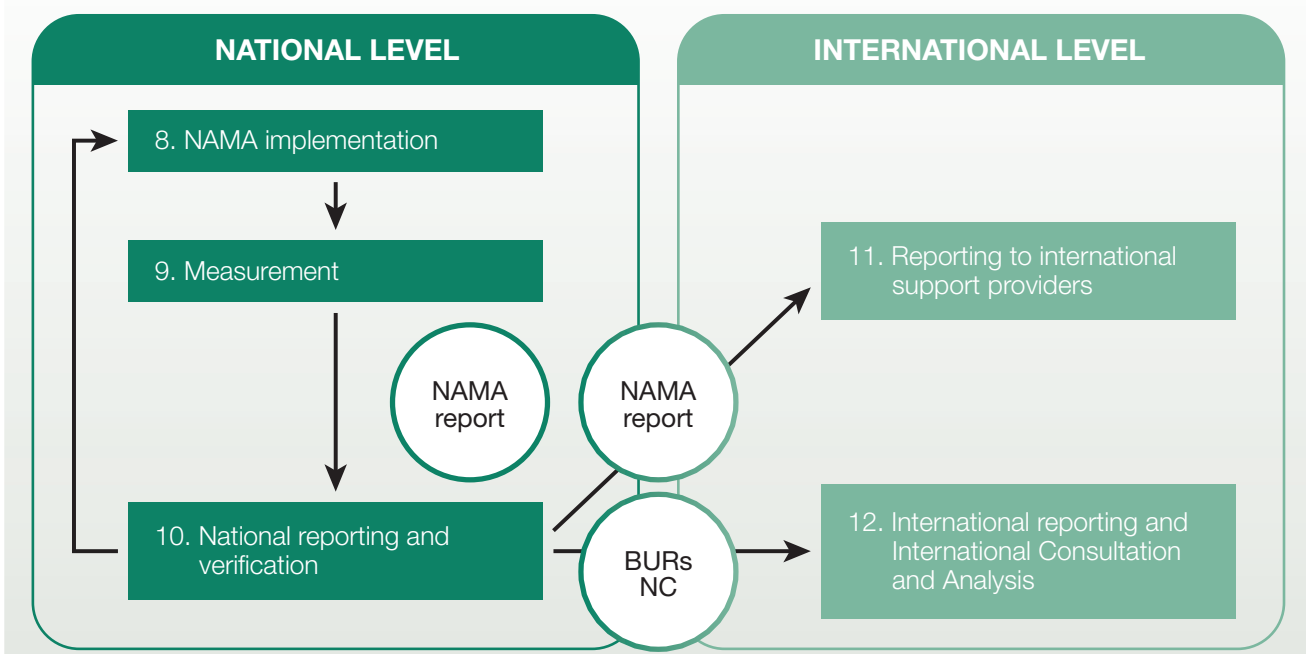 NATIONAL LEVEL
8. NAMA implementation
9. Measurement
NAMA
report
10. National reporting and
verification
NAMA
report
BURs
NC
INTERNATIONAL LEVEL
11. Reporting to international
support providers
12. International reporting and
International Consultation
and Analysis